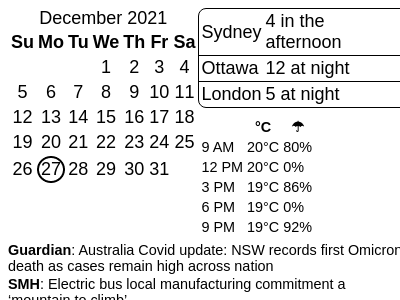 December 2021
Su Mo Tu We Th Fr Sa
1 2 3 4
5 6 7 8 9 10 11
12 13 14 15 16 17 18
19 20 21 22 23 24 25
26 27 28 29 30 31
Sydney 4 in the
afternoon
Ottawa 12 at night
London 5 at night
°C ☂
9 AM 20°C 80%
12 PM 20°C 0%
3 PM 19°C 86%
6 PM 19°C 0%
9 PM 19°C 92%
Guardian: Australia Covid update: NSW records first Omicron
death as cases remain high across nation
SMH: Electric bus local manufacturing commitment a
‘mountain to climb’